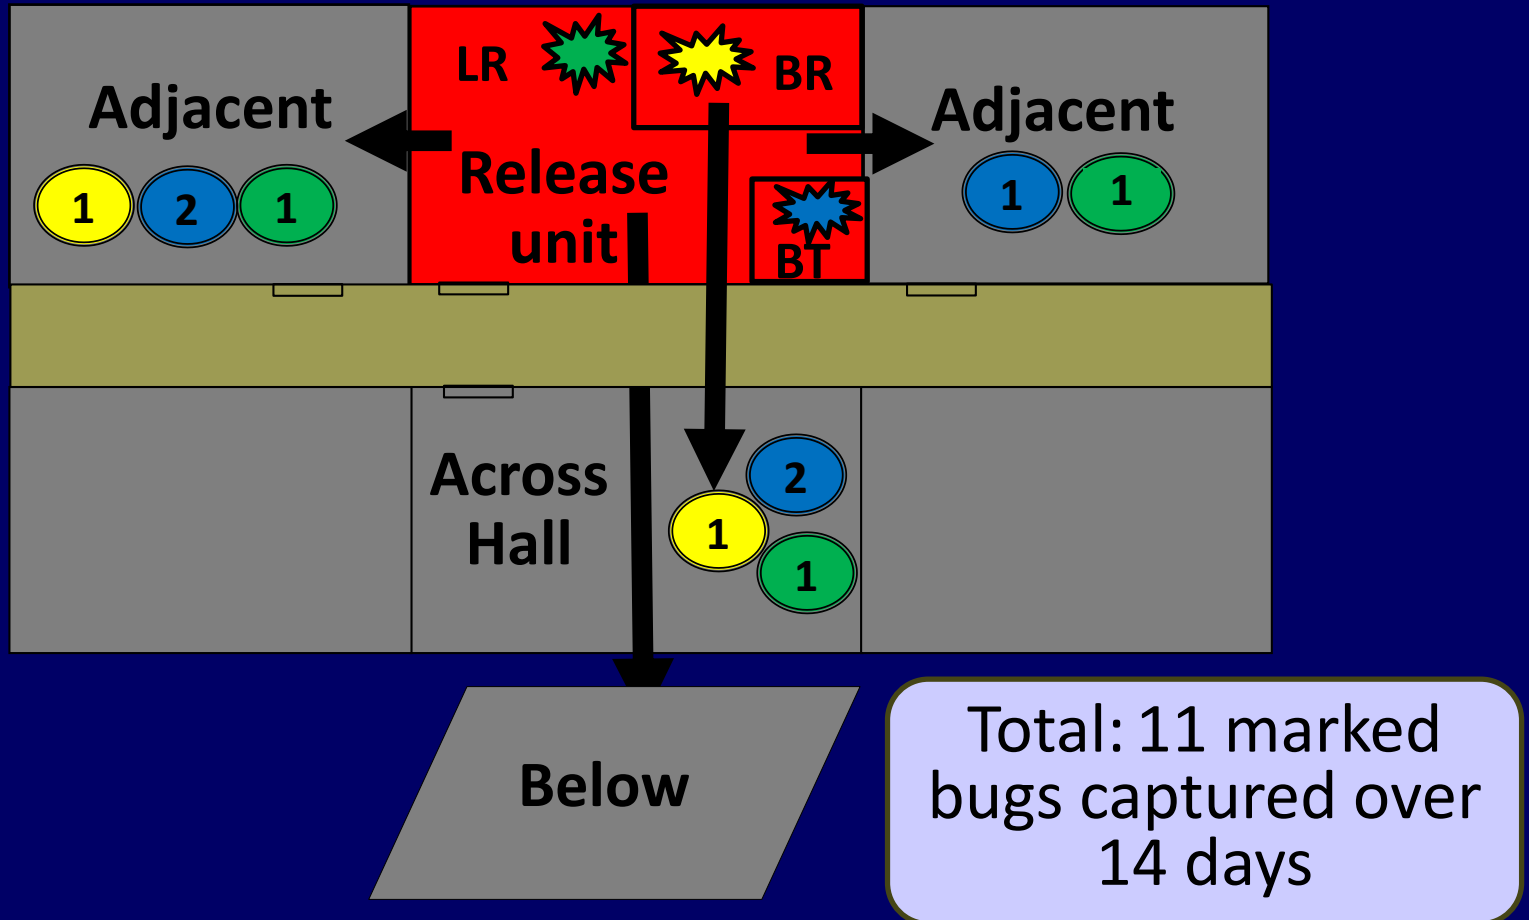 LR
BR
Adjacent
Adjacent
Release
unit
BT
1
2
1
1
1
Across
Hall
2
1
1
Below
Total: 11 marked
bugs captured over
14 days